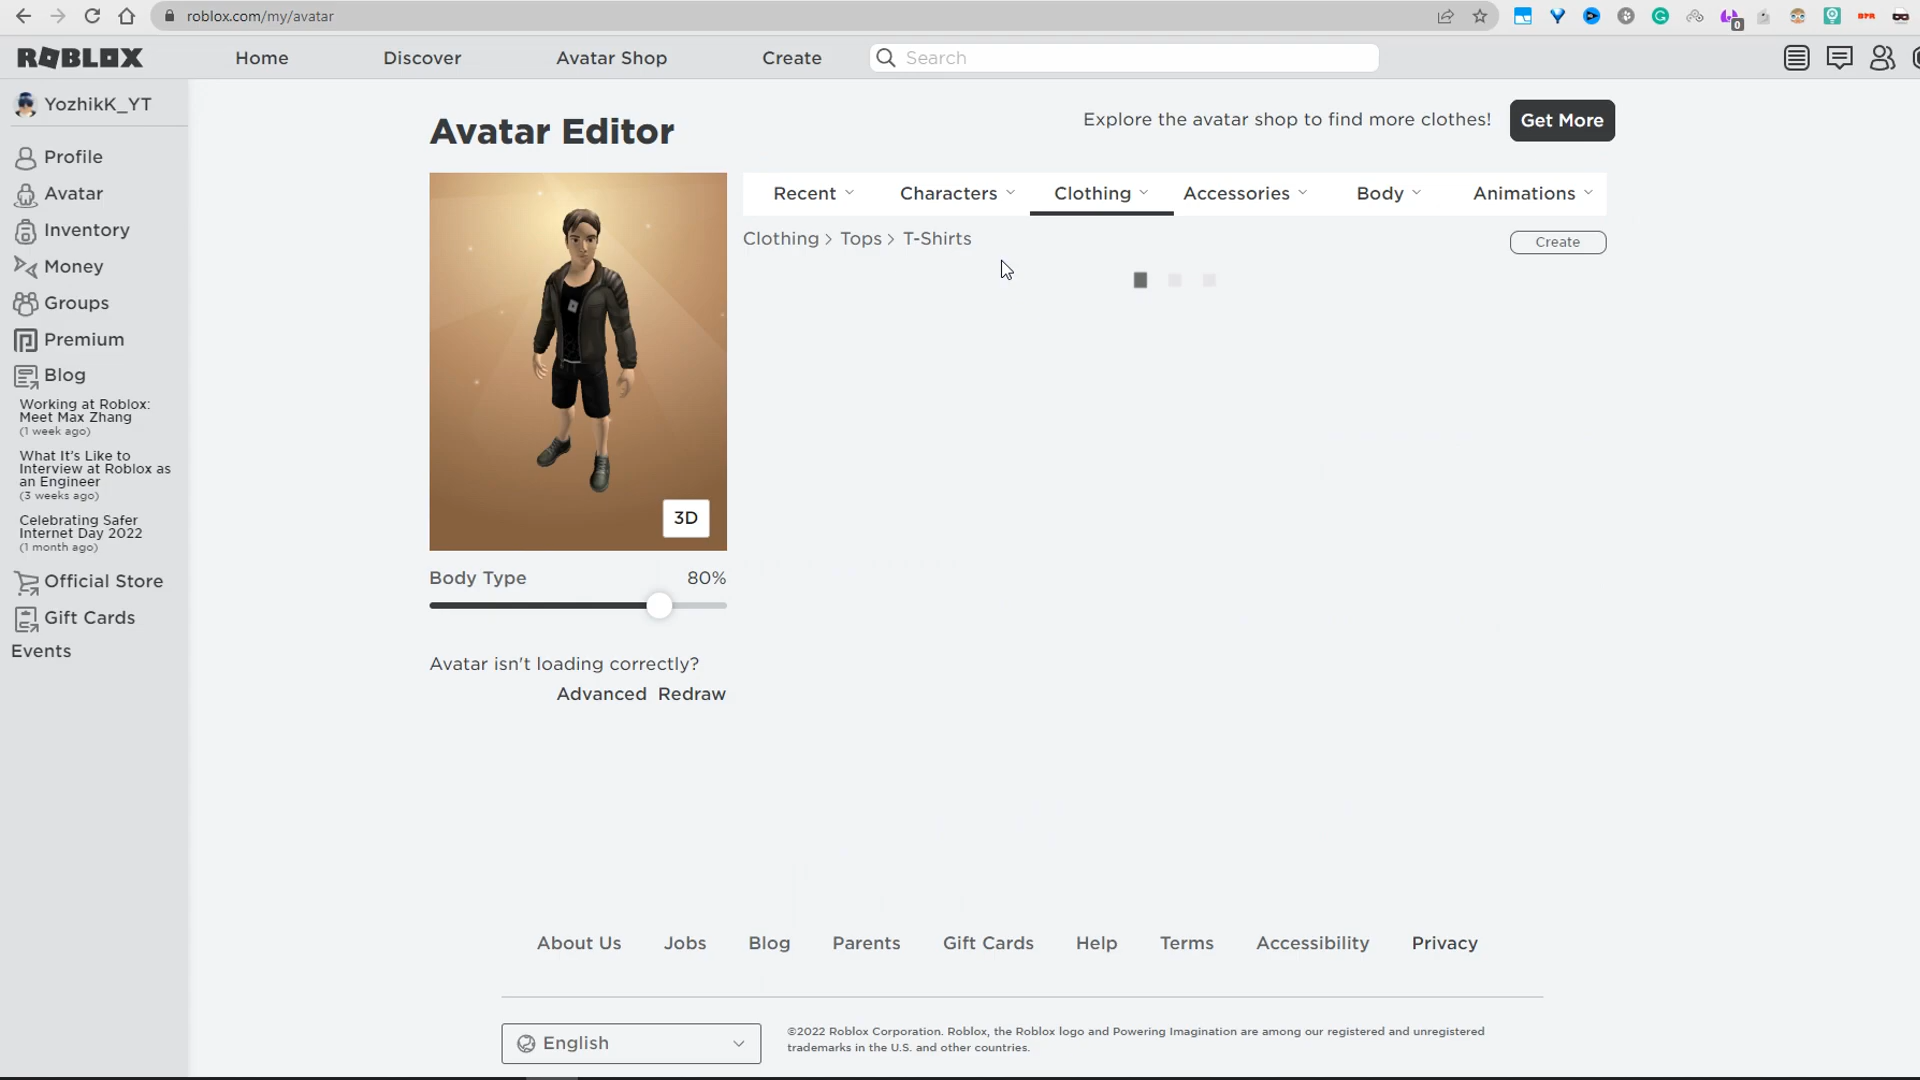 roblox.com/my/avatar
0
ROBLOX
Home
Discover
Avatar Shop
Create
Search
YozhikK_YT
Profile
Avatar
Inventory
Money
Groups
Premium
Blog
Working at Roblox:
Meet Max Zhang
(1 week ago)
What It's Like to
Interview at Roblox as
an Engineer
(3 weeks ago)
Celebrating Safer
Internet Day 2022
(1 month ago)
Official Store
Gift Cards
Events
Avatar Editor
Explore the avatar shop to find more clothes!
Get More
Recent
Characters
Clothing
Accessories
Body
Animations
Clothing > Tops > T-Shirts
Create
3D
Body Type
80%
Avatar isn't loading correctly?
Advanced Redraw
About Us
Jobs
Blog
Parents
Gift Cards
Help
Terms
Accessibility
Privacy
English
©2022 Roblox Corporation. Roblox, the Roblox logo and Powering Imagination are among our registered and unregistered
trademarks in the U.S. and other countries.